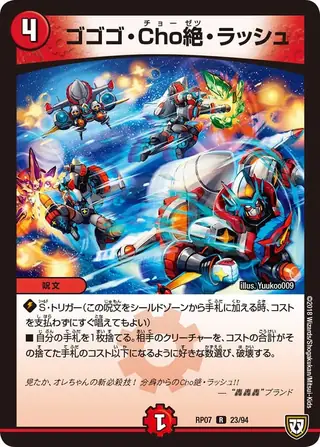 4
チョー ゼツ
ゴゴゴ・Cho絶・ラッシュ
illus. Yuukoo009
©2018 Wizards/Shogakukan/Mitsui-Kids
呪文
S・トリガー(この呪文をシールドゾーンから手札に加える時、コスト
を支払わずにすぐ唱えてもよい)
■自分の手札を1枚捨てる。相手のクリーチャーを、コストの合計がそ
の捨てた手札のコスト以下になるように好きな数選び、破壊する。
見たか、オレちゃんの新必殺技！ 合森からのCho絶・ラッシュ!!
―“轟轟轟”ブランド
RP07 R 23/94